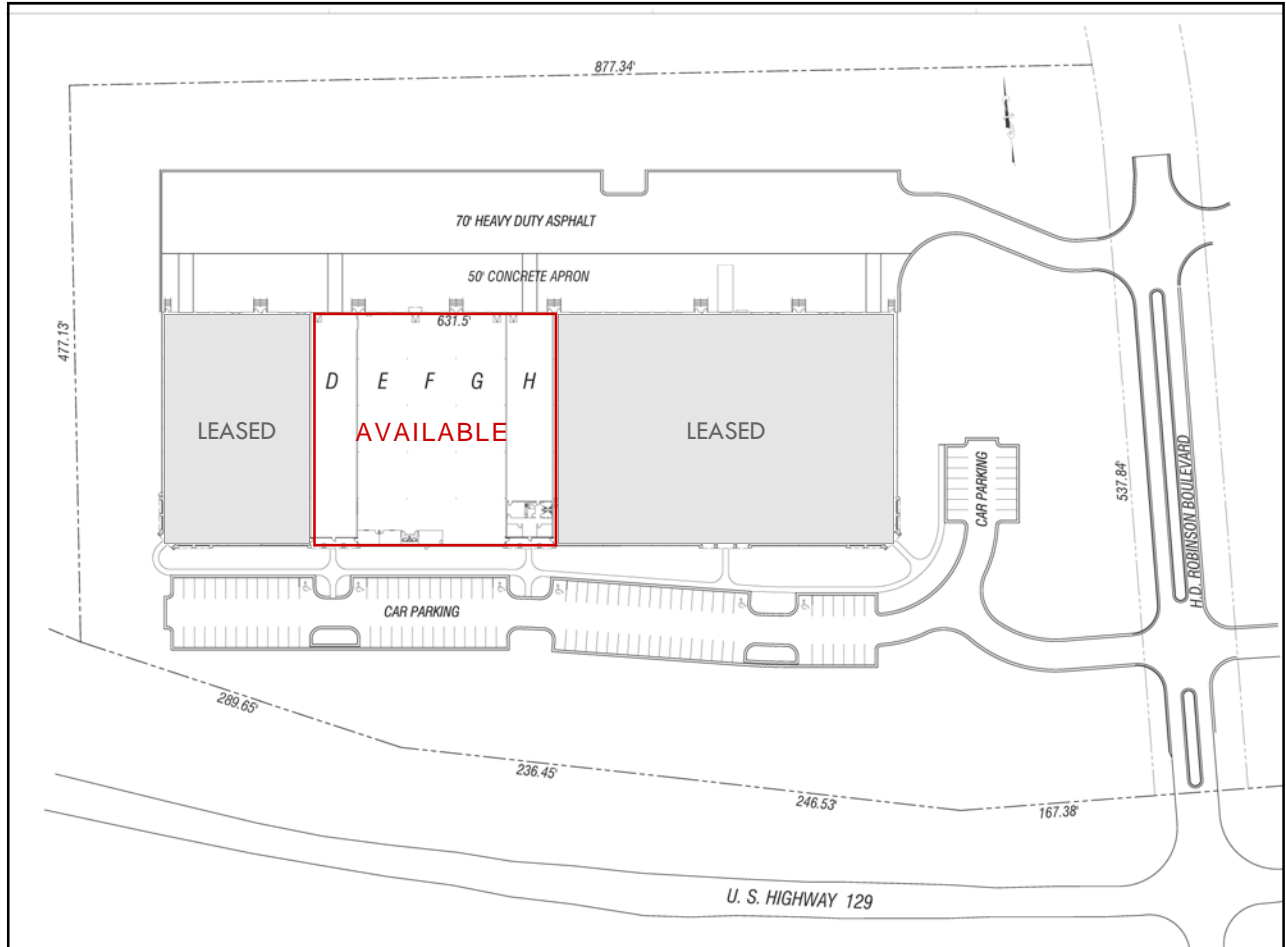 877.34'
70' HEAVY DUTY ASPHALT
50' CONCRETE APRON
477.13'
631.5'
D E F G H
LEASED
AVAILABLE
LEASED
CAR PARKING
537.84'
H.D. ROBINSON BOULEVARD
CAR PARKING
289.65'
236.45'
246.53'
167.38'
U. S. HIGHWAY 129